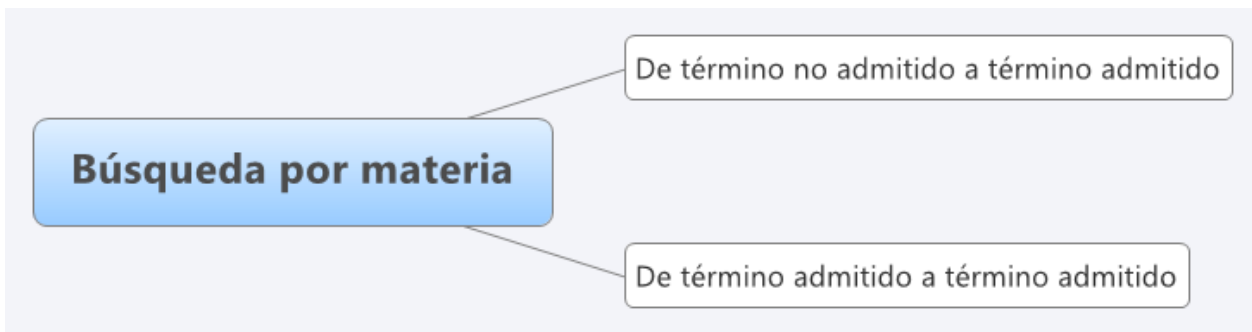 De término no admitido a término admitido
Búsqueda por materia
De término admitido a término admitido